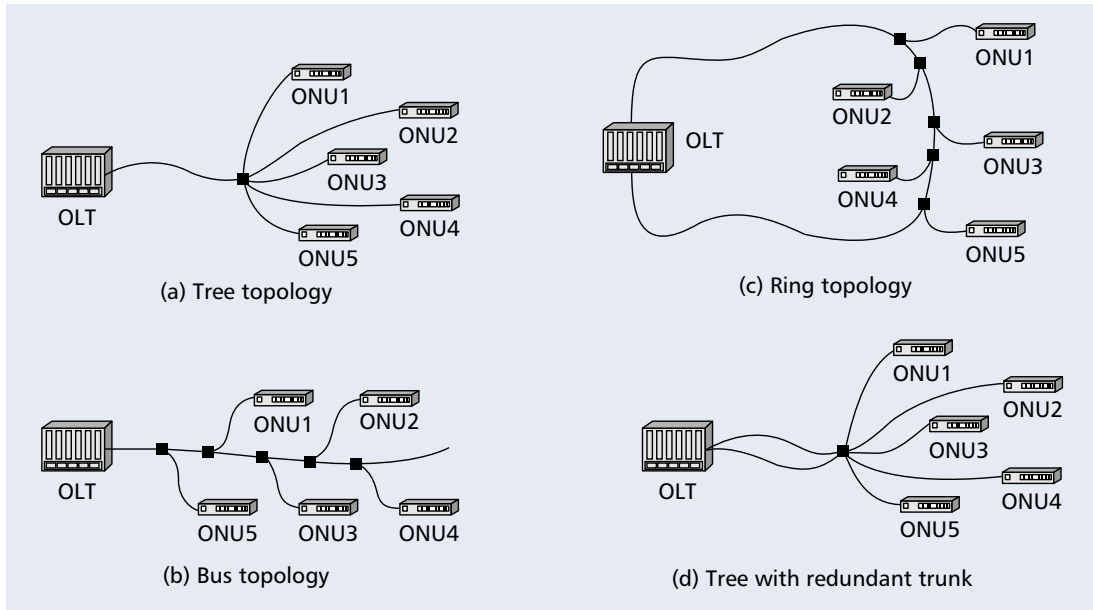 ONU1
ONU2
ONU3
OLT
ONU4
ONU5
(a) Tree topology
ONU1
ONU2
OLT
ONU3
ONU4
ONU5
(c) Ring topology
ONU1
ONU2
OLT
ONU5
ONU3
ONU4
(b) Bus topology
ONU1
ONU2
ONU3
OLT
ONU4
ONU5
(d) Tree with redundant trunk